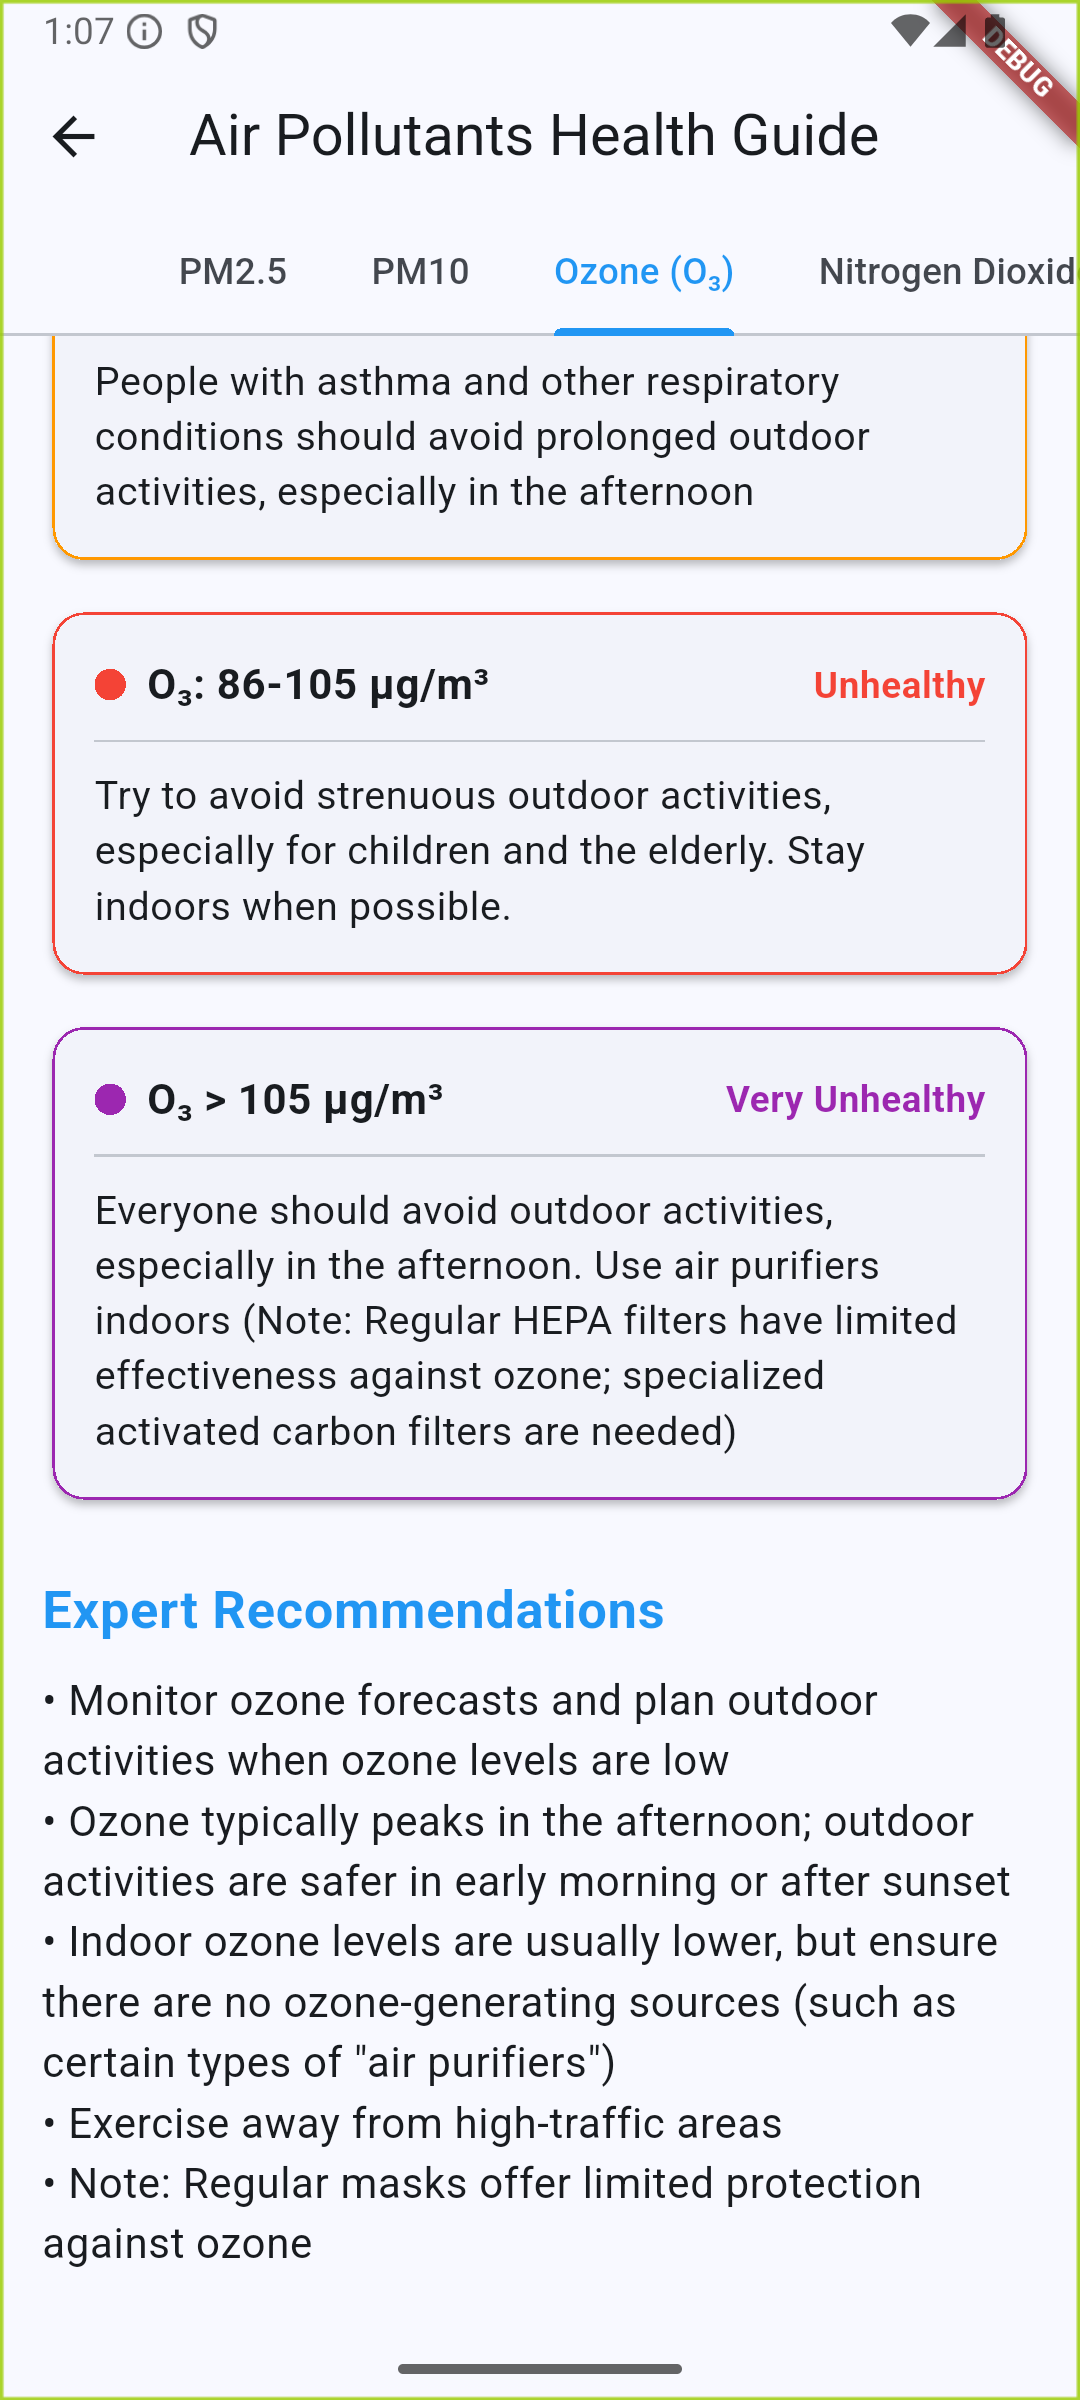 1:07
DEBUG
Air Pollutants Health Guide
PM2.5 PM10 Ozone (O₃) Nitrogen Dioxid
People with asthma and other respiratory
conditions should avoid prolonged outdoor
activities, especially in the afternoon
O₃: 86-105 µg/m³ Unhealthy
Try to avoid strenuous outdoor activities,
especially for children and the elderly. Stay
indoors when possible.
O₃ > 105 µg/m³ Very Unhealthy
Everyone should avoid outdoor activities,
especially in the afternoon. Use air purifiers
indoors (Note: Regular HEPA filters have limited
effectiveness against ozone; specialized
activated carbon filters are needed)
Expert Recommendations
• Monitor ozone forecasts and plan outdoor
activities when ozone levels are low
• Ozone typically peaks in the afternoon; outdoor
activities are safer in early morning or after sunset
• Indoor ozone levels are usually lower, but ensure
there are no ozone-generating sources (such as
certain types of "air purifiers")
• Exercise away from high-traffic areas
• Note: Regular masks offer limited protection
against ozone